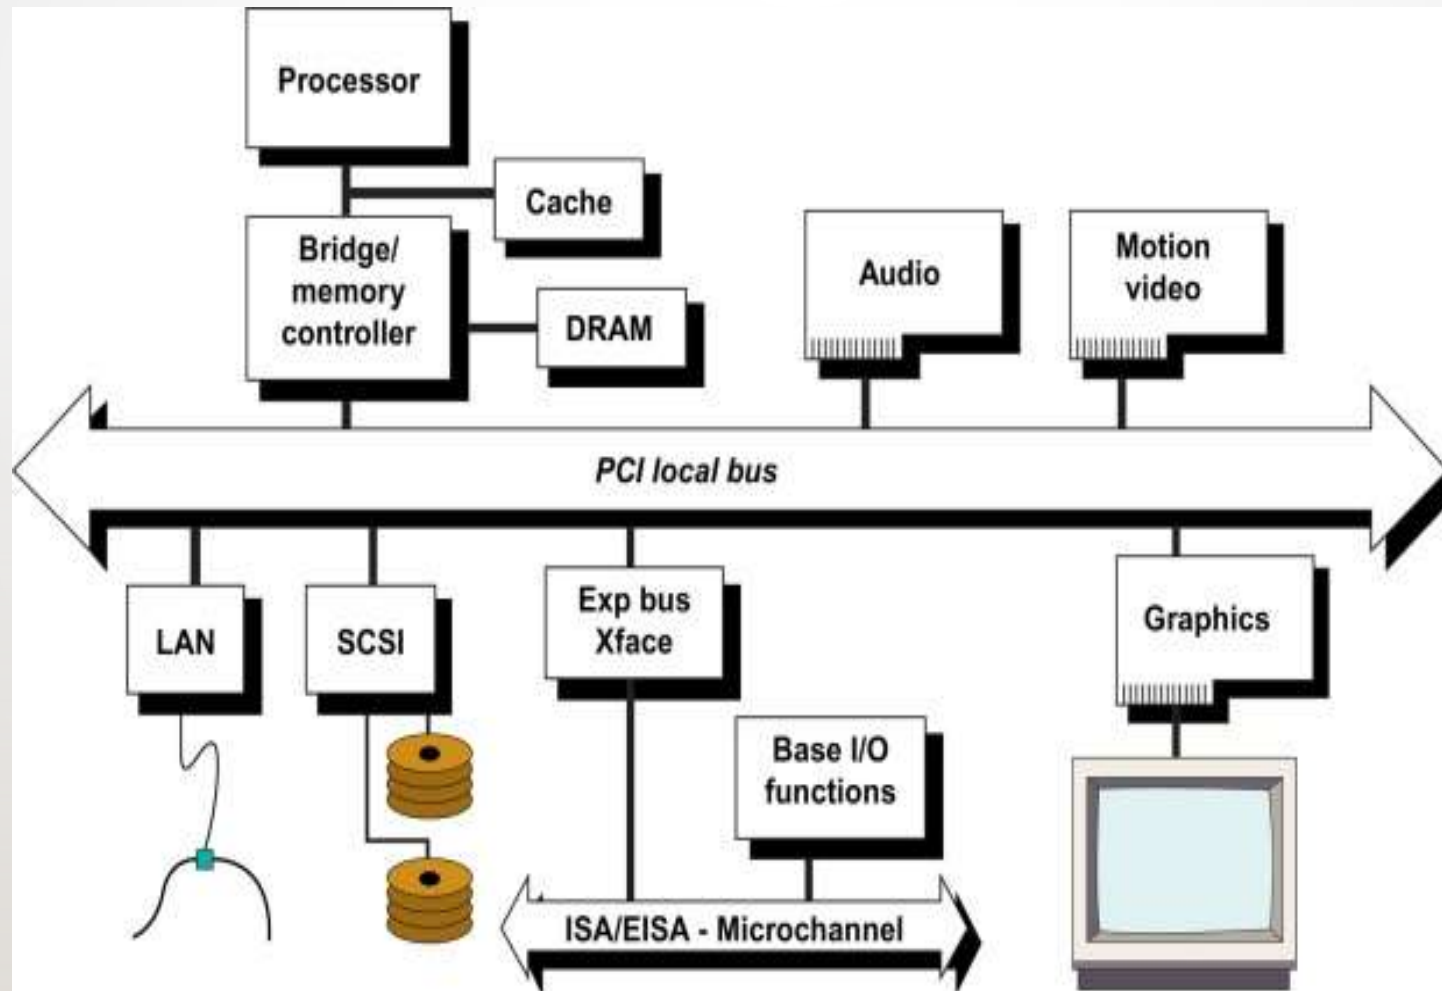 Processor
Cache
Bridge/
memory
controller
DRAM
Audio
Motion
video
PCI local bus
LAN
SCSI
Exp bus
Xface
Graphics
Base I/O
functions
ISA/EISA - Microchannel